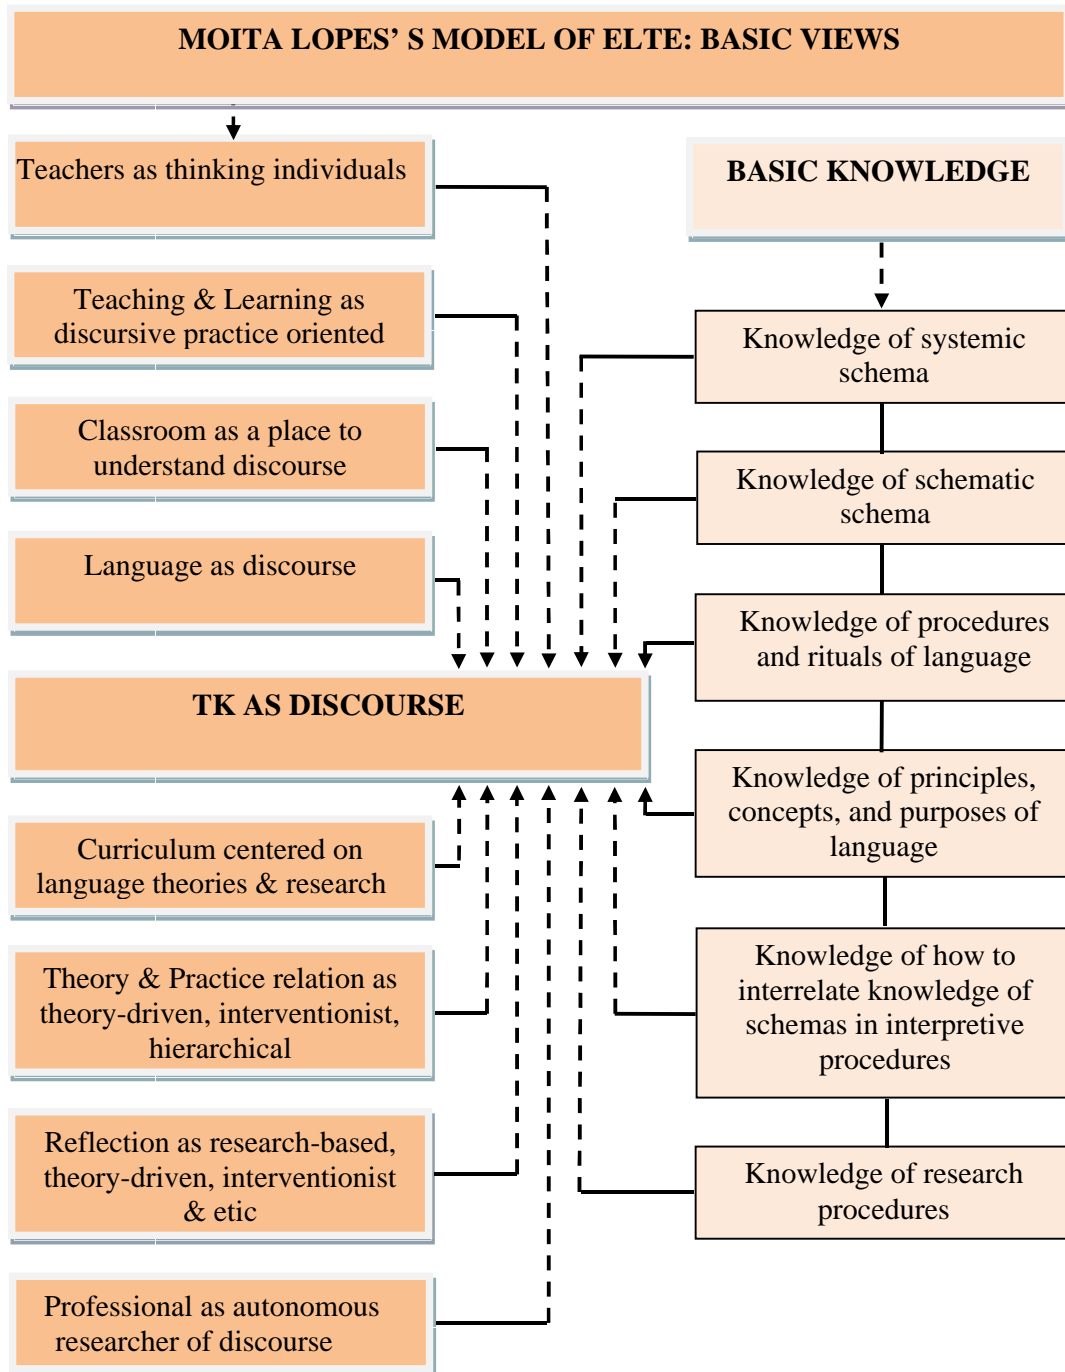 MOITA LOPES’ S MODEL OF ELTE: BASIC VIEWS
Teachers as thinking individuals
Teaching & Learning as
discursive practice oriented
Classroom as a place to
understand discourse
Language as discourse
TK AS DISCOURSE
Curriculum centered on
language theories & research
Theory & Practice relation as
theory-driven, interventionist,
hierarchical
Reflection as research-based,
theory-driven, interventionist
& etic
Professional as autonomous
researcher of discourse
BASIC KNOWLEDGE
Knowledge of systemic
schema
Knowledge of schematic
schema
Knowledge of procedures
and rituals of language
Knowledge of principles,
concepts, and purposes of
language
Knowledge of how to
interrelate knowledge of
schemas in interpretive
procedures
Knowledge of research
procedures